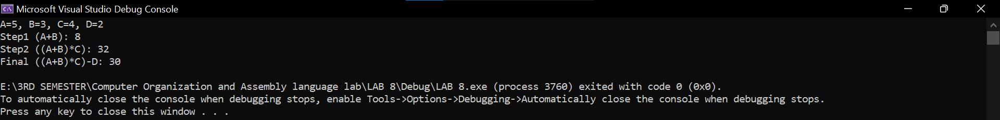 Microsoft Visual Studio Debug Console
A=5, B=3, C=4, D=2
Step1 (A+B): 8
Step2 ((A+B)*C): 32
Final ((A+B)*C)-D: 30
E:\3RD SEMESTER\Computer Organization and Assembly language lab\LAB 8\Debug\LAB 8.exe (process 3760) exited with code 0 (0x0).
To automatically close the console when debugging stops, enable Tools->Options->Debugging->Automatically close the console when debugging stops.
Press any key to close this window . . .